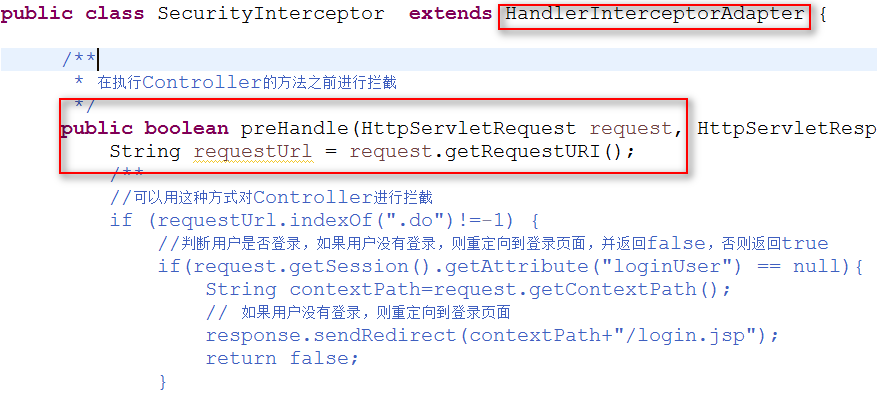 public class SecurityInterceptor  extends HandlerInterceptorAdapter {
/**
* 在执行Controller的方法之前进行拦截
*/
public boolean preHandle(HttpServletRequest request, HttpServletResp
String requestUrl = request.getRequestURI();
/**
//可以用这种方式对Controller进行拦截
if (requestUrl.indexOf(".do")!=-1) {
//判断用户是否登录，如果用户没有登录，则重定向到登录页面，并返回false，否则返回true
if(request.getSession().getAttribute("loginUser") == null){
String contextPath=request.getContextPath();
// 如果用户没有登录，则重定向到登录页面
response.sendRedirect(contextPath+"/login.jsp");
return false;
}